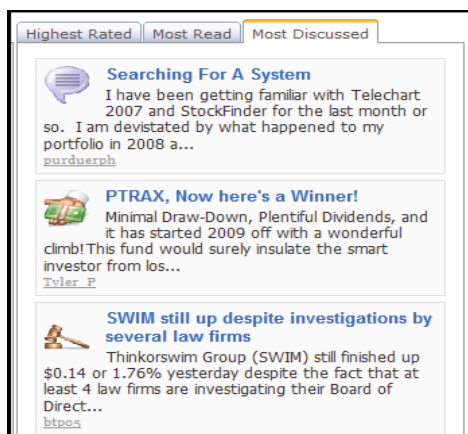 Highest Rated Most Read Most Discussed
Searching For A System
I have been getting familiar with Telechart
2007 and StockFinder for the last month or
so. I am devistated by what happened to my
portfolio in 2008 a...
purduerph
PTRAX, Now here's a Winner!
Minimal Draw-Down, Plentiful Dividends, and
it has started 2009 off with a wonderful
climb! This fund would surely insulate the smart
investor from los...
Tyler_P
SWIM still up despite investigations by
several law firms
Thinkorswim Group (SWIM) still finished up
$0.14 or 1.76% yesterday despite the fact that at
least 4 law firms are investigating their Board of
Direct...
btpo5